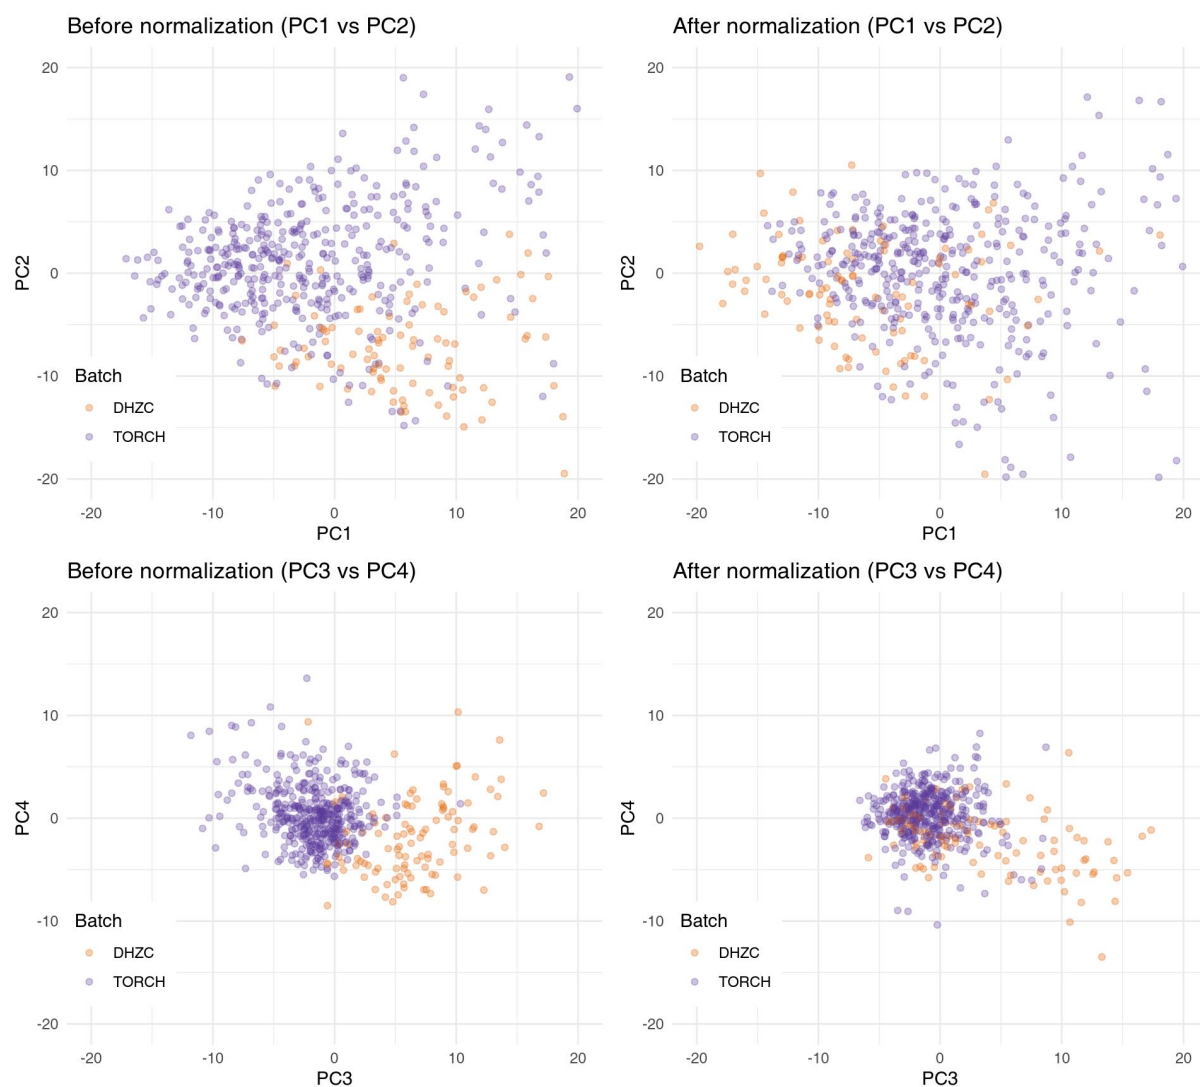 Before normalization (PC1 vs PC2)
20
10
0
-10
-20
PC2
Batch
DHZC
TORCH
-20 -10 0 10 20
PC1
After normalization (PC1 vs PC2)
20
10
0
-10
-20
PC2
Batch
DHZC
TORCH
-20 -10 0 10 20
PC1
Before normalization (PC3 vs PC4)
20
10
0
-10
-20
PC4
Batch
DHZC
TORCH
-20 -10 0 10 20
PC3
After normalization (PC3 vs PC4)
20
10
0
-10
-20
PC4
Batch
DHZC
TORCH
-20 -10 0 10 20
PC3